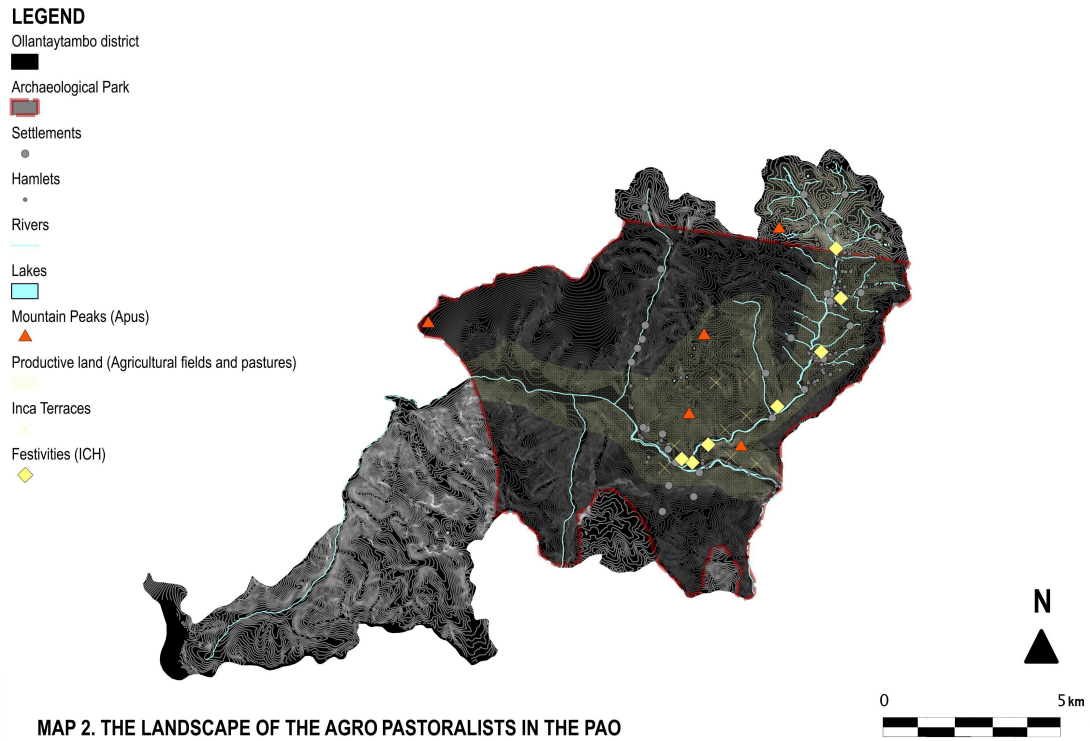 LEGEND
Ollantaytambo district
Archaeological Park
Settlements
Hamlets
Rivers
Lakes
Mountain Peaks (Apus)
Productive land (Agricultural fields and pastures)
Inca Terraces
Festivities (ICH)
N
0 5 km
MAP 2. THE LANDSCAPE OF THE AGRO PASTORALISTS IN THE PAO